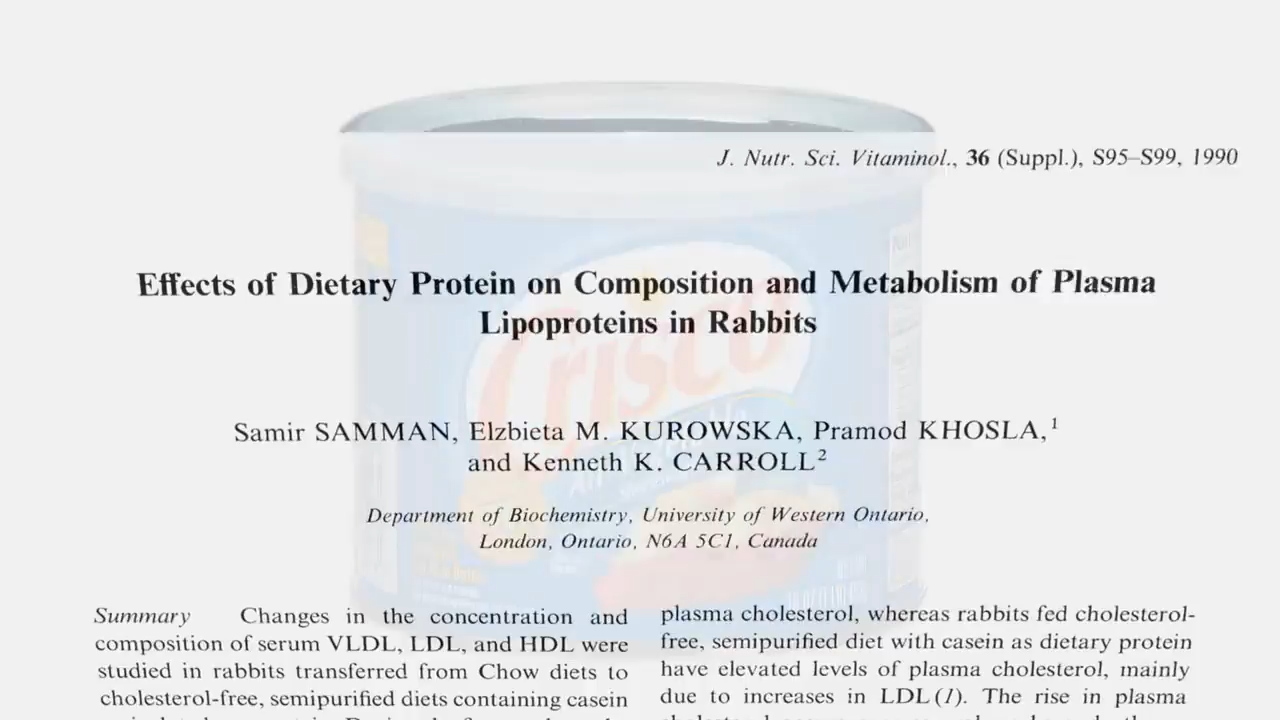 J. Nutr. Sci. Vitaminol., 36 (Suppl.), S95–S99, 1990
Effects of Dietary Protein on Composition and Metabolism of Plasma
Lipoproteins in Rabbits
Crisco
Samir SAMMAN, Elzbieta M. KUROWSKA, Pramod KHOSLA,1
and Kenneth K. CARROLL2
Department of Biochemistry, University of Western Ontario,
London, Ontario, N6A 5C1, Canada
Summary Changes in the concentration and
composition of serum VLDL, LDL, and HDL were
studied in rabbits transferred from Chow diets to
cholesterol-free, semipurified diets containing casein
plasma cholesterol, whereas rabbits fed cholesterol-
free, semipurified diet with casein as dietary protein
have elevated levels of plasma cholesterol, mainly
due to increases in LDL (1). The rise in plasma